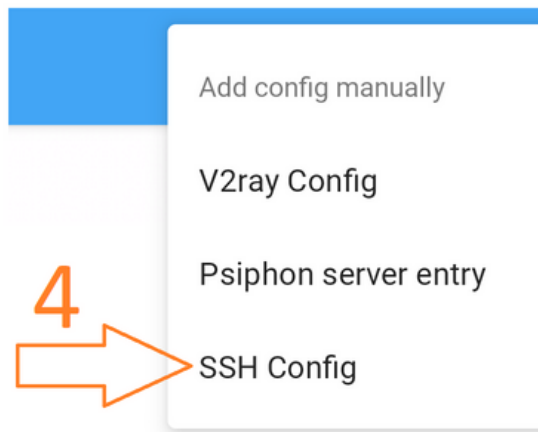 Add config manually
V2ray Config
Psiphon server entry
4
SSH Config